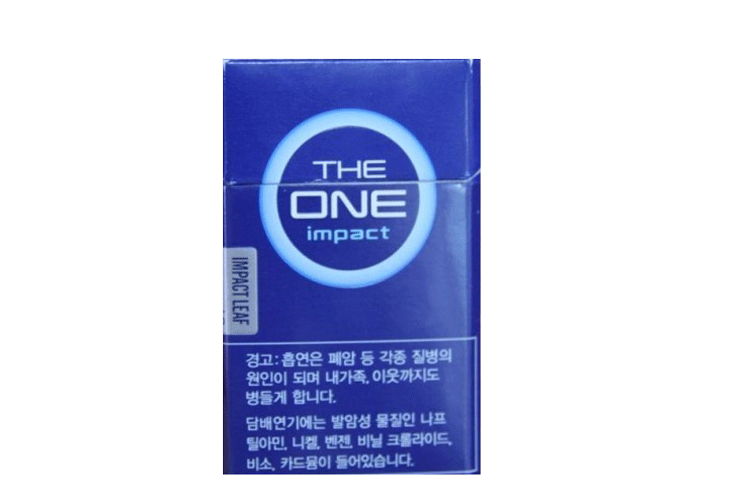 THE
ONE
impact
IMPACT LEAF
경고: 흡연은 폐암 등 각종 질병의
원인이 되며 내가족, 이웃까지도
병들게 합니다.
담배연기에는 발암성 물질인 나프
틸아민, 니켈, 벤젠, 비닐 크롤라이드,
비소, 카드뮴이 들어있습니다.